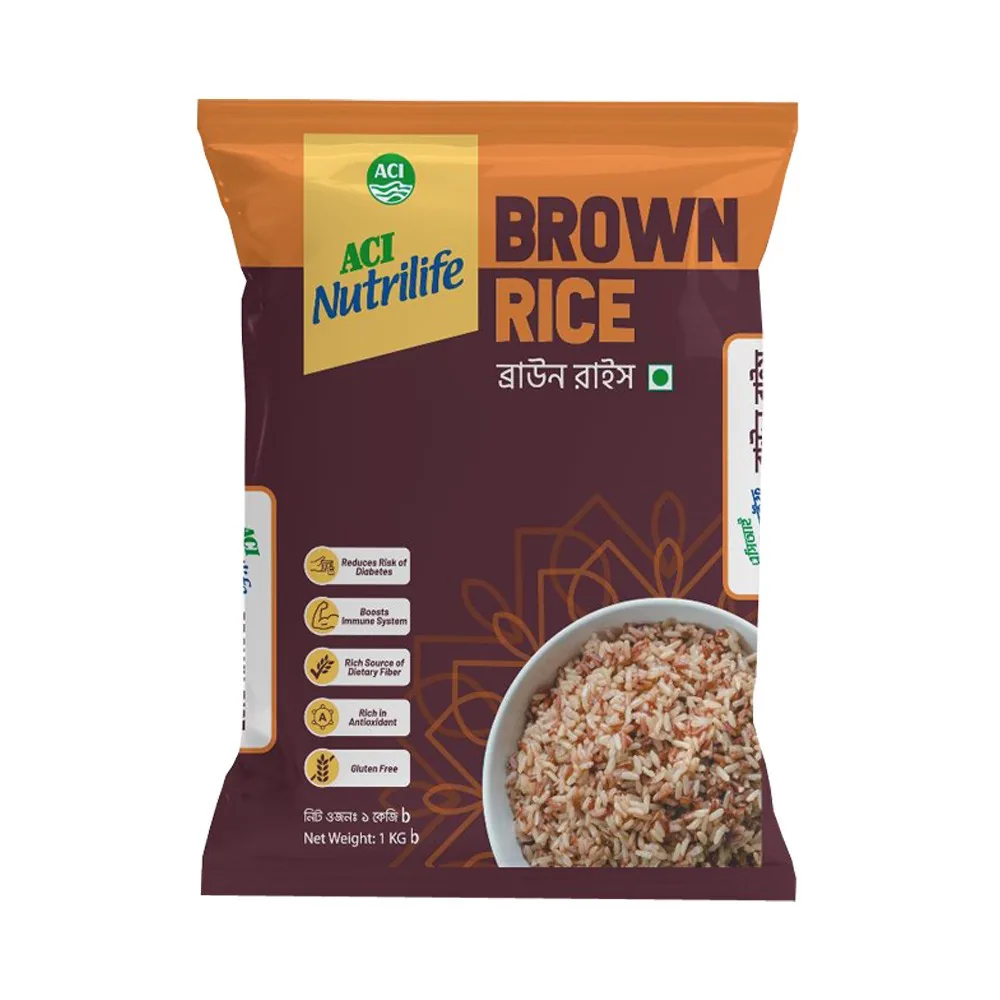 ACI
ACI
Nutrilife
BROWN
RICE
ব্রাউন রাইস
Reduces Risk of
Diabetes
Boosts
Immune System
Rich Source of
Dietary Fiber
Rich in
Antioxidant
A
Gluten Free
নিট ওজনঃ ১ কেজি b
Net Weight: 1 KG b
ACI